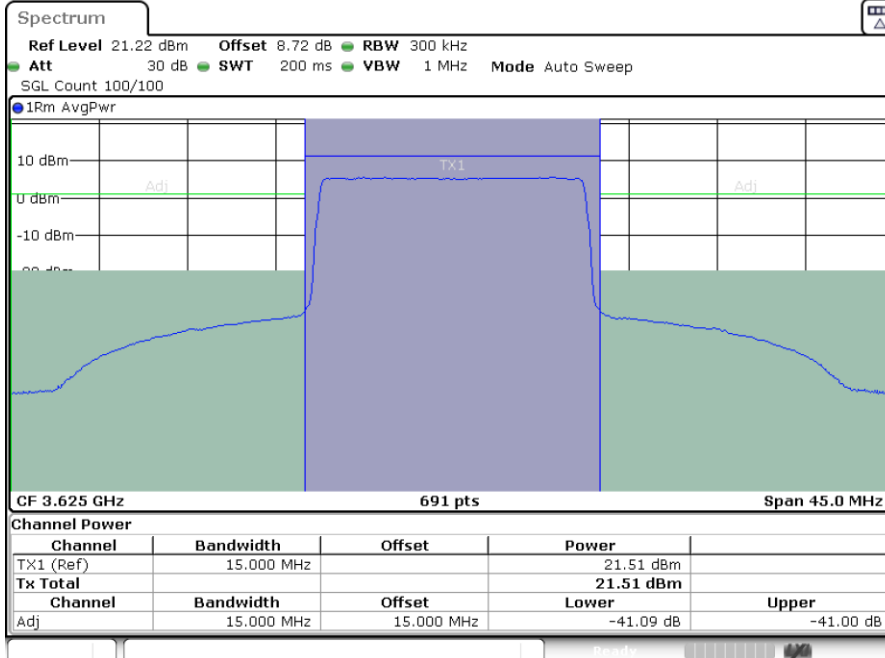 Spectrum
Ref Level 21.22 dBm Offset 8.72 dB RBW 300 kHz
Att 30 dB SWT 200 ms VBW 1 MHz Mode Auto Sweep
SGL Count 100/100
1Rm AvgPwr
10 dBm
TX1
Adj Adj
0 dBm
-10 dBm
-20 dBm
CF 3.625 GHz 691 pts Span 45.0 MHz
Channel Power
Channel Bandwidth Offset Power
TX1 (Ref) 15.000 MHz 21.51 dBm
Tx Total 21.51 dBm
Channel Bandwidth Offset Lower Upper
Adj 15.000 MHz 15.000 MHz -41.09 dB -41.00 dB
Ready